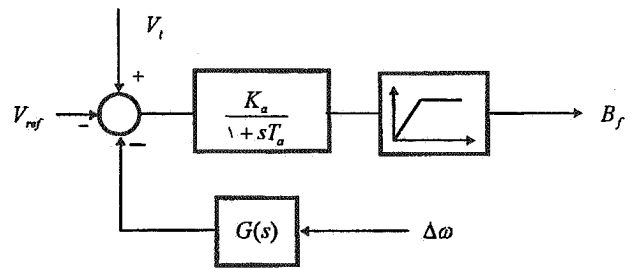 V_t
+
V_ref
-
-
K_a
\ + sT_a
B_f
G(s)
Δω